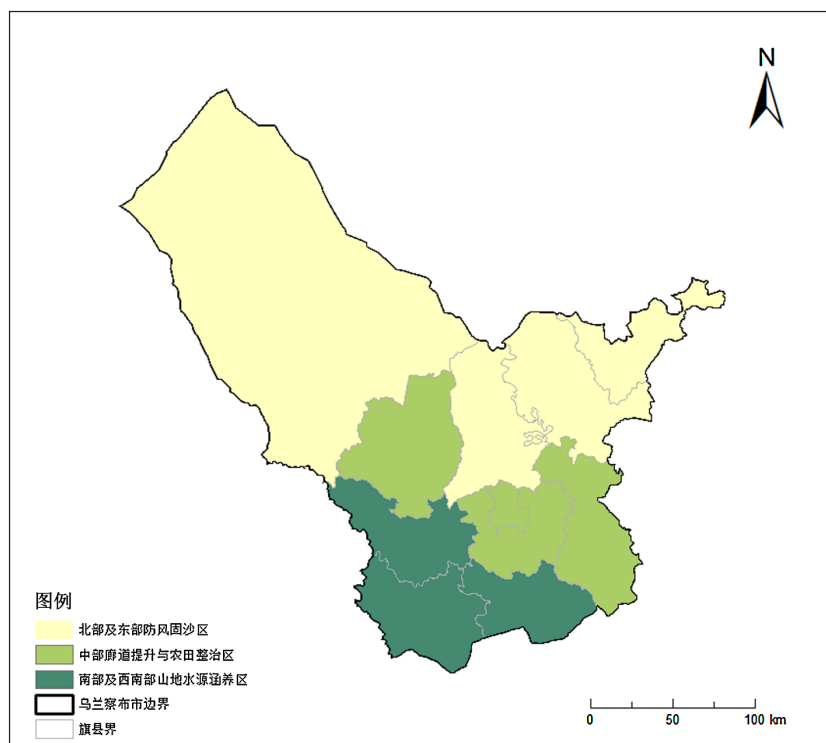 N
图例
北部及东部防风固沙区
中部廊道提升与农田整治区
南部及西南部山地水源涵养区
乌兰察布市边界
旗县界
0 50 100 km